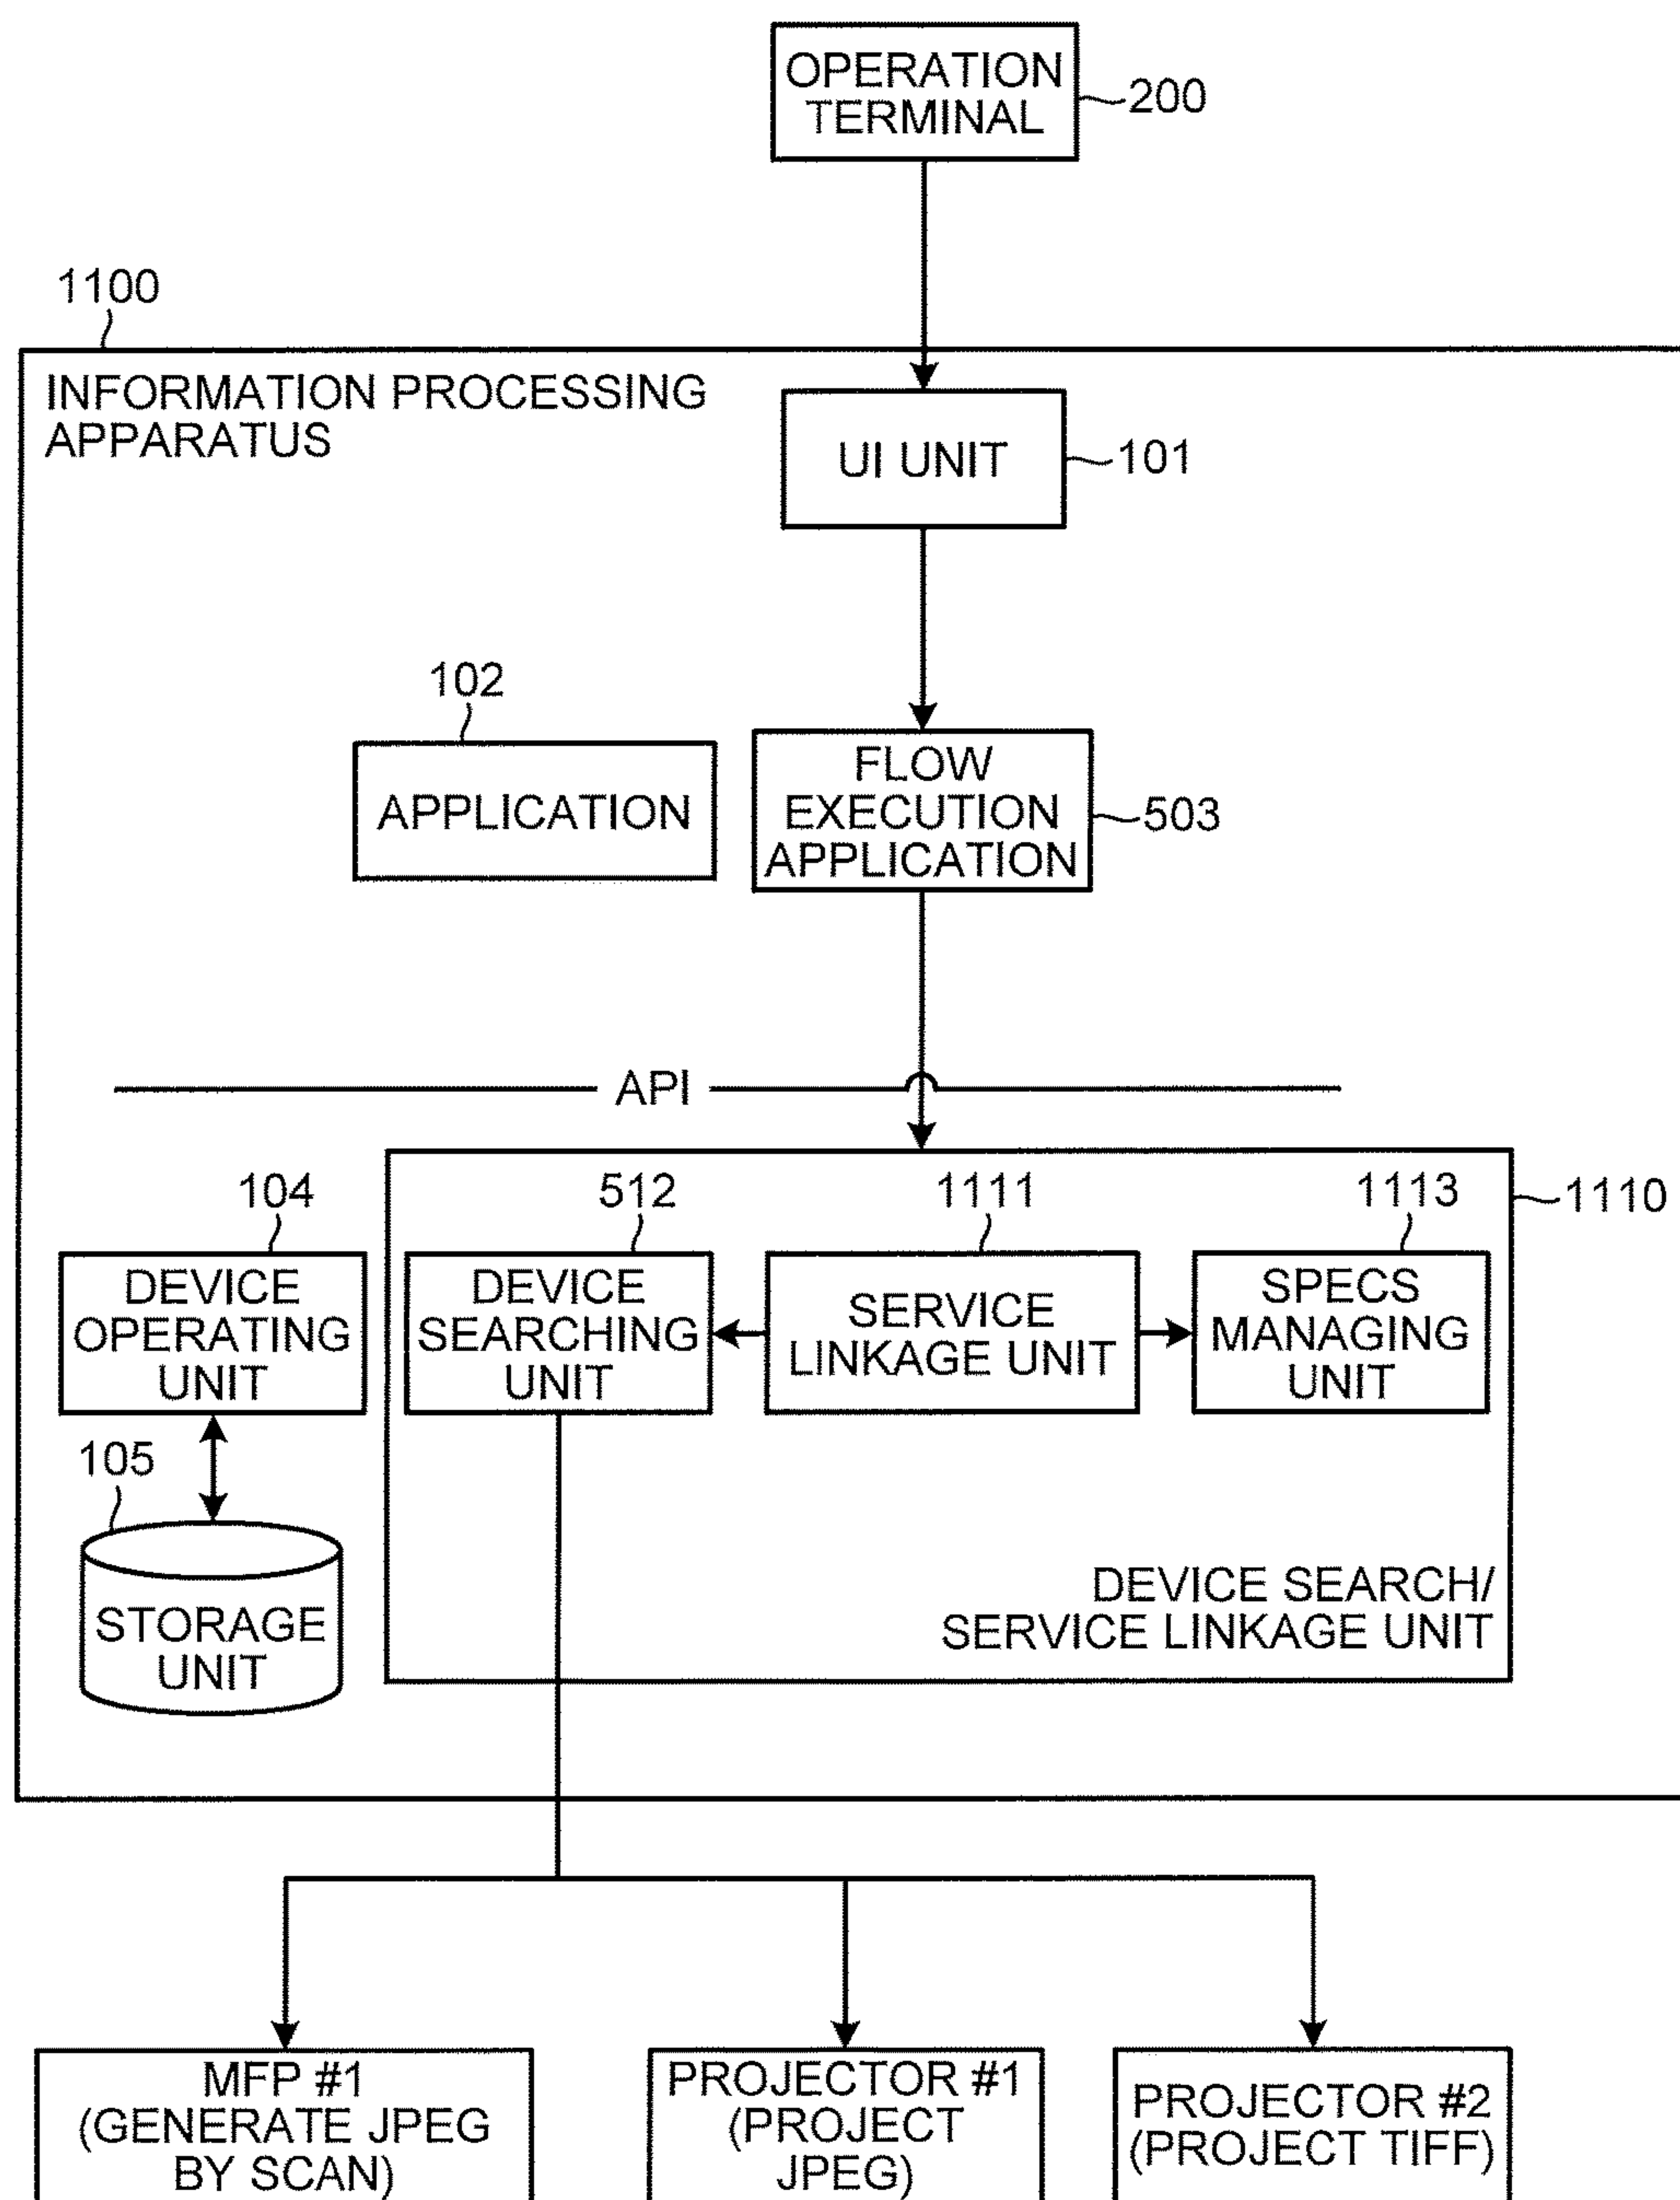 OPERATION
TERMINAL
200
1100
INFORMATION PROCESSING
APPARATUS
UI UNIT
101
102
APPLICATION
FLOW
EXECUTION
APPLICATION
503
API
104
512
1111
1113
1110
DEVICE
OPERATING
UNIT
DEVICE
SEARCHING
UNIT
SERVICE
LINKAGE UNIT
SPECS
MANAGING
UNIT
105
STORAGE
UNIT
DEVICE SEARCH/
SERVICE LINKAGE UNIT
MFP #1
(GENERATE JPEG
BY SCAN)
PROJECTOR #1
(PROJECT
JPEG)
PROJECTOR #2
(PROJECT TIFF)